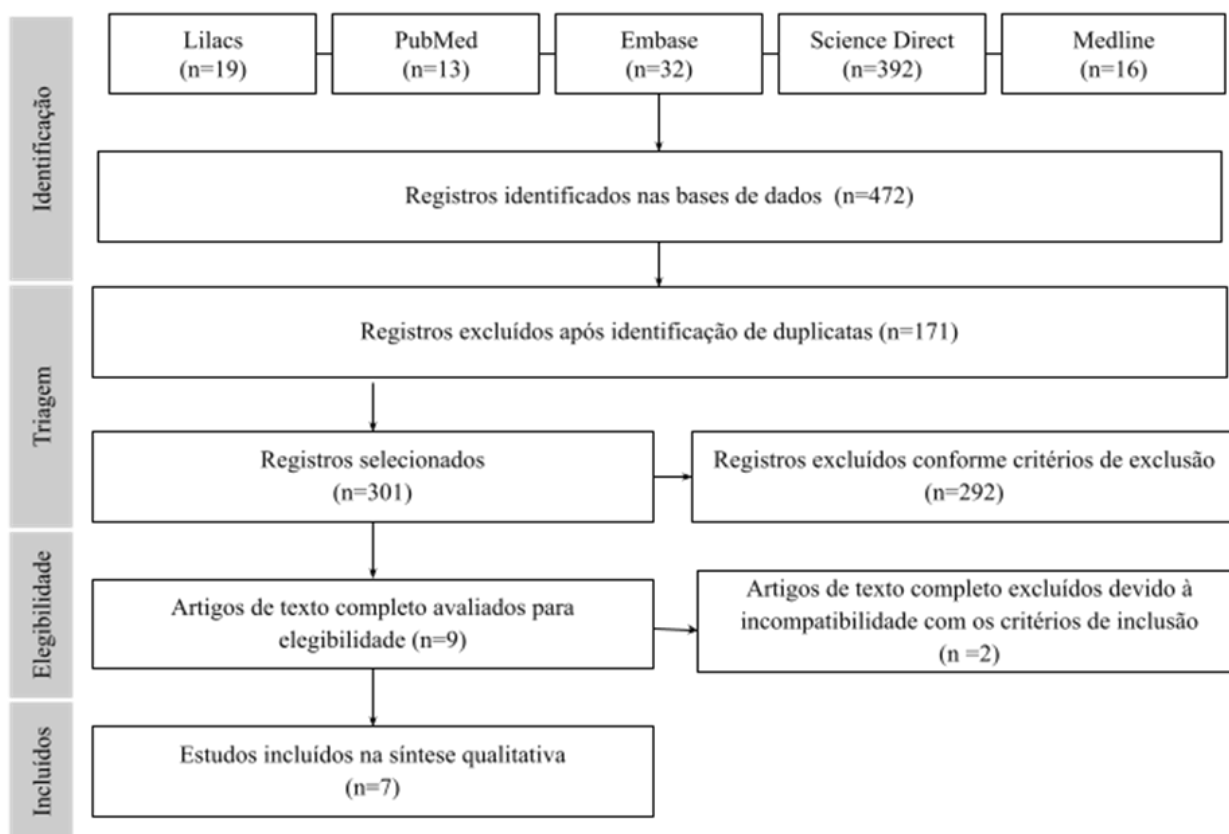 Lilacs
(n=19)
PubMed
(n=13)
Embase
(n=32)
Science Direct
(n=392)
Medline
(n=16)
Identificação
Registros identificados nas bases de dados (n=472)
Triagem
Registros excluídos após identificação de duplicatas (n=171)
Registros selecionados
(n=301)
Registros excluídos conforme critérios de exclusão
(n=292)
Elegibilidade
Artigos de texto completo avaliados para
elegibilidade (n=9)
Artigos de texto completo excluídos devido à
incompatibilidade com os critérios de inclusão
(n =2)
Incluídos
Estudos incluídos na síntese qualitativa
(n=7)